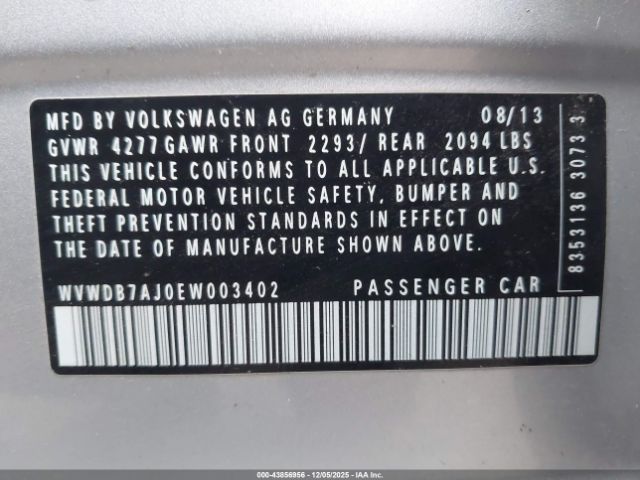 MFD BY VOLKSWAGEN AG GERMANY 08/13
GVWR 4277 GAWR FRONT 2293/ REAR 2094 LBS
THIS VEHICLE CONFORMS TO ALL APPLICABLE U.S.
FEDERAL MOTOR VEHICLE SAFETY, BUMPER AND
THEFT PREVENTION STANDARDS IN EFFECT ON
THE DATE OF MANUFACTURE SHOWN ABOVE.
WVWDB7AJ0EW003402 PASSENGER CAR
83531363 3073 3
000-43856956 - 12/05/2025 - IAA Inc.